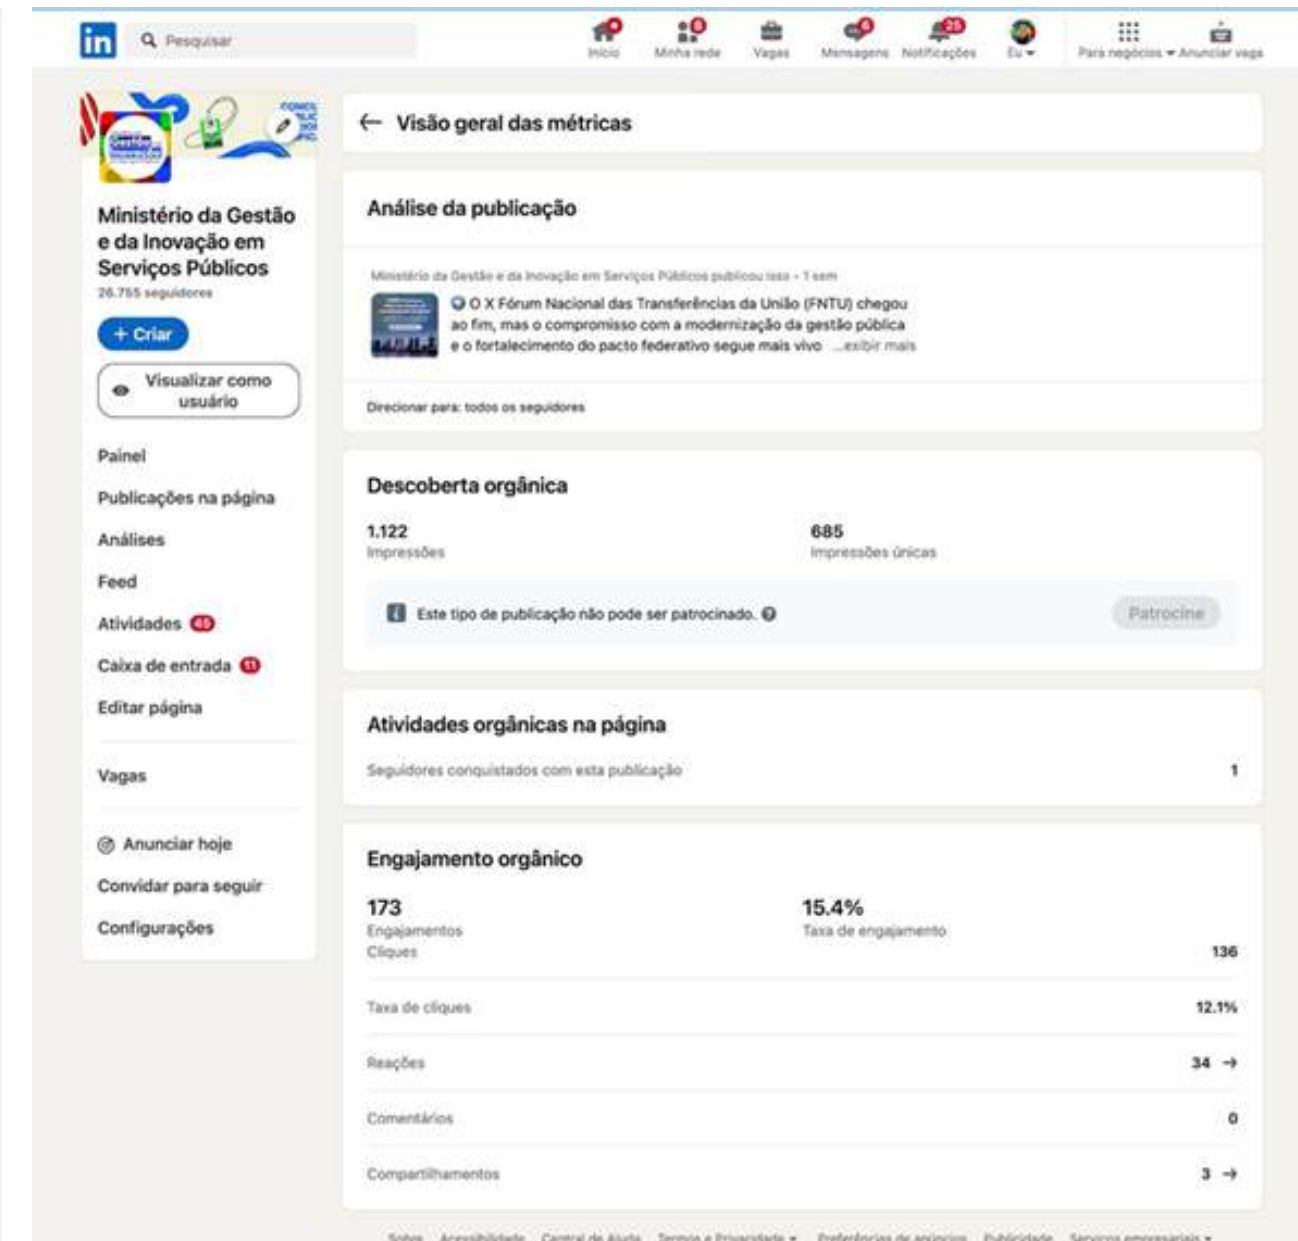 in
Pesquisar
Início
Minha rede
Vagas
Mensagens
Notificações
25
Eu
Para negócios
Anunciar vaga
Ministério da Gestão
e da Inovação em
Serviços Públicos
26.755 seguidores
+ Criar
Visualizar como
usuário
Painel
Publicações na página
Análises
Feed
Atividades 45
Caixa de entrada 11
Editar página
Vagas
Anunciar hoje
Convidar para seguir
Configurações
← Visão geral das métricas
Análise da publicação
Ministério da Gestão e da Inovação em Serviços Públicos publicou isso • 1 sem
O X Fórum Nacional das Transferências da União (FNTU) chegou
ao fim, mas o compromisso com a modernização da gestão pública
e o fortalecimento do pacto federativo segue mais vivo ...exibir mais
Direcionar para: todos os seguidores
Descoberta orgânica
1.122
Impressões
685
Impressões únicas
Este tipo de publicação não pode ser patrocinado.
Patrocine
Atividades orgânicas na página
Seguidores conquistados com esta publicação 1
Engajamento orgânico
173
Engajamentos
15.4%
Taxa de engajamento
Cliques 136
Taxa de cliques 12.1%
Reações 34 →
Comentários 0
Compartilhamentos 3 →
Sobre Acessibilidade Central de Ajuda Termos e Privacidade Preferências de anúncios Publicidade Serviços empresariais